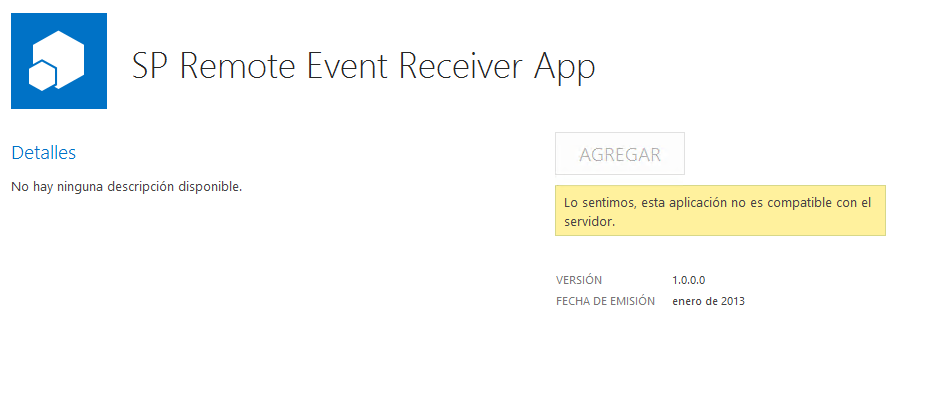 SP Remote Event Receiver App
Detalles
No hay ninguna descripción disponible.
AGREGAR
Lo sentimos, esta aplicación no es compatible con el
servidor.
VERSIÓN 1.0.0.0
FECHA DE EMISIÓN enero de 2013